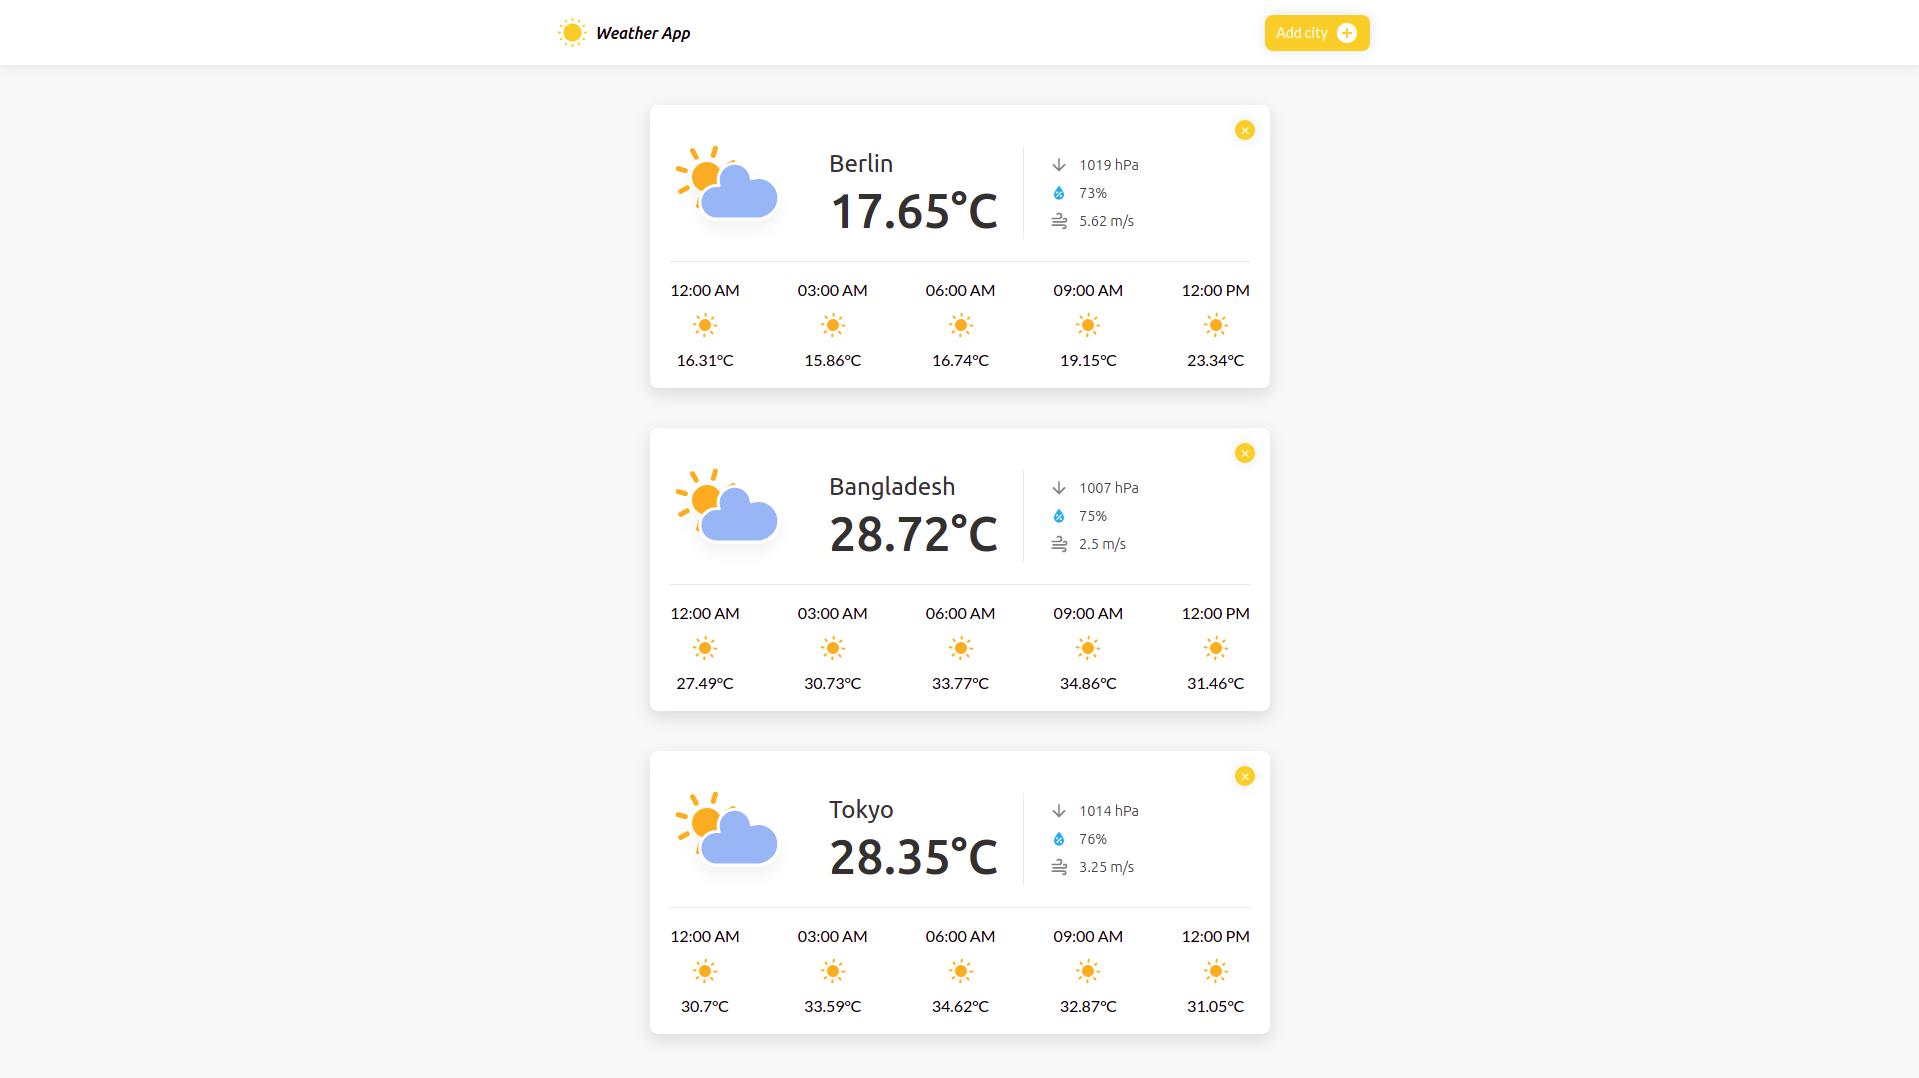 Weather App
Add city
Berlin
17.65°C
1019 hPa
73%
5.62 m/s
12:00 AM 03:00 AM 06:00 AM 09:00 AM 12:00 PM
16.31°C 15.86°C 16.74°C 19.15°C 23.34°C
Bangladesh
28.72°C
1007 hPa
75%
2.5 m/s
12:00 AM 03:00 AM 06:00 AM 09:00 AM 12:00 PM
27.49°C 30.73°C 33.77°C 34.86°C 31.46°C
Tokyo
28.35°C
1014 hPa
76%
3.25 m/s
12:00 AM 03:00 AM 06:00 AM 09:00 AM 12:00 PM
30.7°C 33.59°C 34.62°C 32.87°C 31.05°C